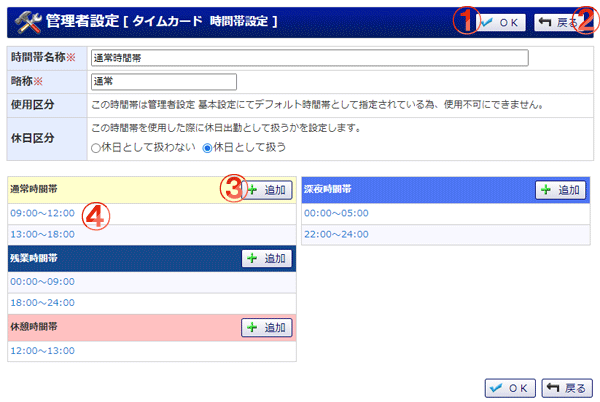 管理者設定 [ タイムカード 時間帯設定 ]
① OK ② 戻る
時間帯名称※ 通常時間帯
略称※ 通常
使用区分 この時間帯は管理者設定 基本設定にてデフォルト時間帯として指定されている為、使用不可にできません。
休日区分 この時間帯を使用した際に休日出勤として扱うかを設定します。
休日として扱わない 休日として扱う
通常時間帯 ③ 追加
09:00～12:00 ④
13:00～18:00
残業時間帯 追加
00:00～09:00
18:00～24:00
休憩時間帯 追加
12:00～13:00
深夜時間帯 追加
00:00～05:00
22:00～24:00
OK 戻る